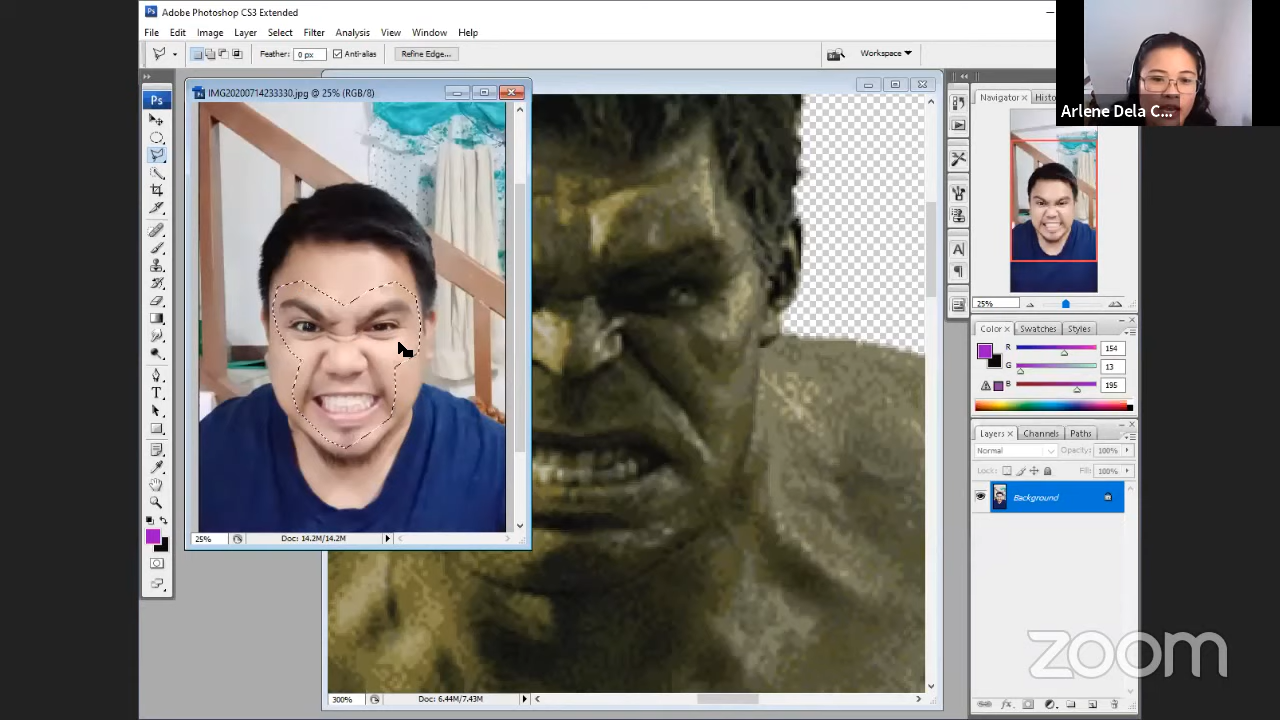 Adobe Photoshop CS3 Extended
File Edit Image Layer Select Filter Analysis View Window Help
Feather: 0 px Anti-alias Refine Edge... Workspace
Arlene Dela C...
IMG20200714233330.jpg @ 25% (RGB/8)
Ps
Navigator Histo
25%
Color Swatches Styles
R 154
G 13
B 195
Layers Channels Paths
Normal Opacity: 100%
Lock: Fill: 100%
Background
25% Doc: 14.2M/14.2M
300% Doc: 6.44M/7.43M
zoom